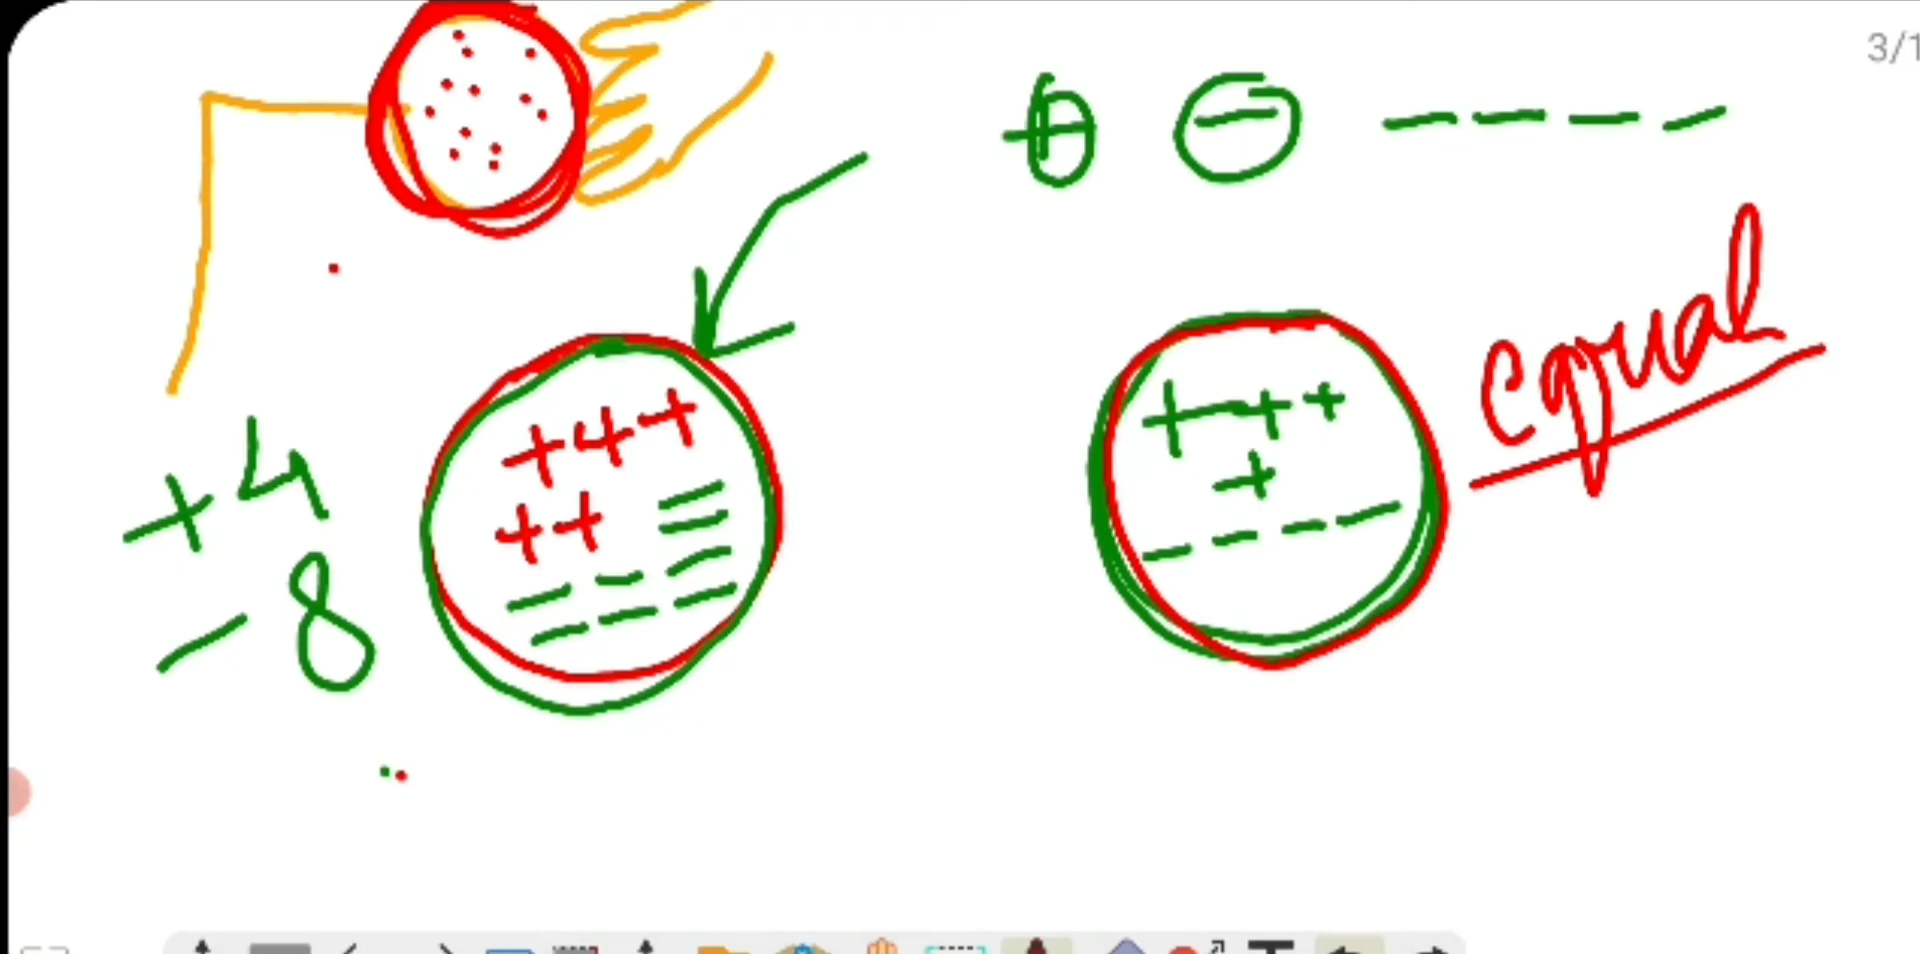 3/1
+ - - - - -
equal
+ + +
+ + + +
+
+4
+ +
- - - -
-8